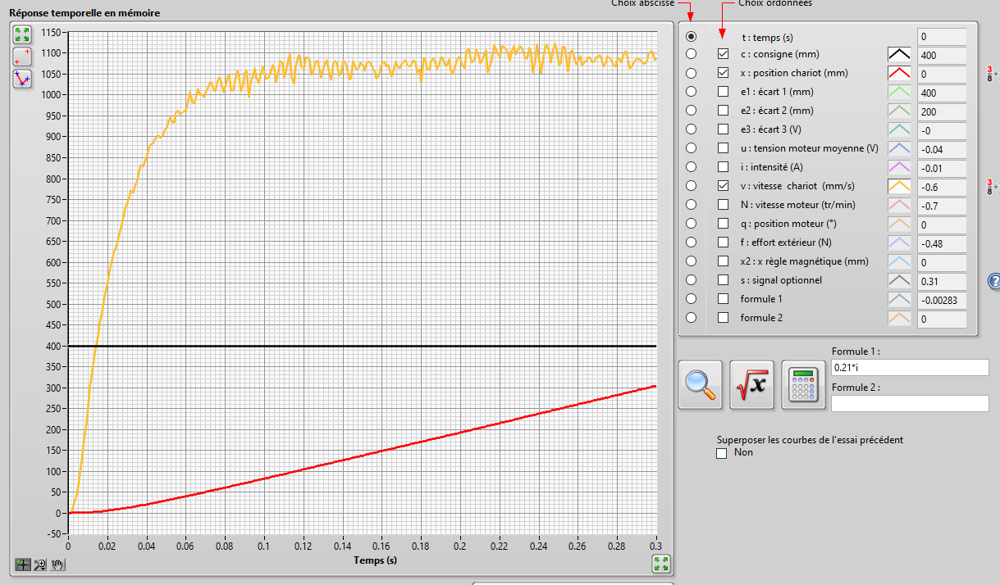 Choix abscisse
Choix ordonnées
Réponse temporelle en mémoire
1150
1100
1050
1000
950
900
850
800
750
700
650
600
550
500
450
400
350
300
250
200
150
100
50
0
-50
0 0.02 0.04 0.06 0.08 0.1 0.12 0.14 0.16 0.18 0.2 0.22 0.24 0.26 0.28 0.3
Temps (s)
t : temps (s) 0
c : consigne (mm) 400
x : position chariot (mm) 0
e1 : écart 1 (mm) 400
e2 : écart 2 (mm) 200
e3 : écart 3 (V) -0
u : tension moteur moyenne (V) -0.04
i : intensité (A) -0.01
v : vitesse chariot (mm/s) -0.6
N : vitesse moteur (tr/min) -0.7
q : position moteur (°) 0
f : effort extérieur (N) -0.48
x2 : x règle magnétique (mm) 0
s : signal optionnel 0.31
formule 1 -0.00283
formule 2 0
3
8
+
3
8
+
?
√x
Formule 1 :
0.21*i
Formule 2 :
Superposer les courbes de l'essai précédent
Non